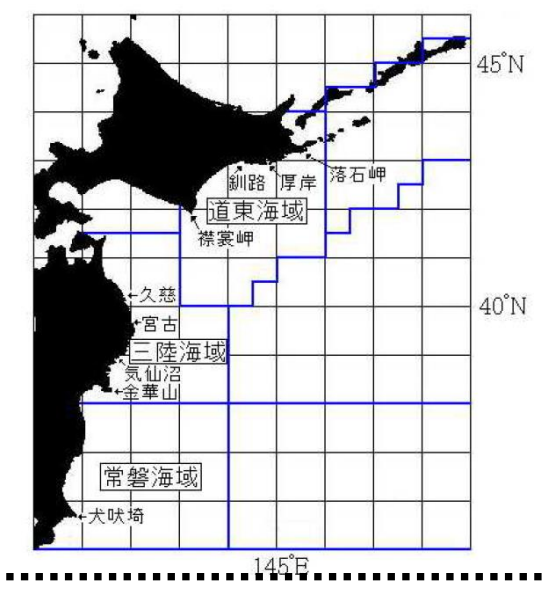 45°N
釧路
厚岸
落石岬
道東海域
襟裳岬
久慈
40°N
宮古
三陸海域
気仙沼
金華山
常磐海域
犬吠埼
145°E